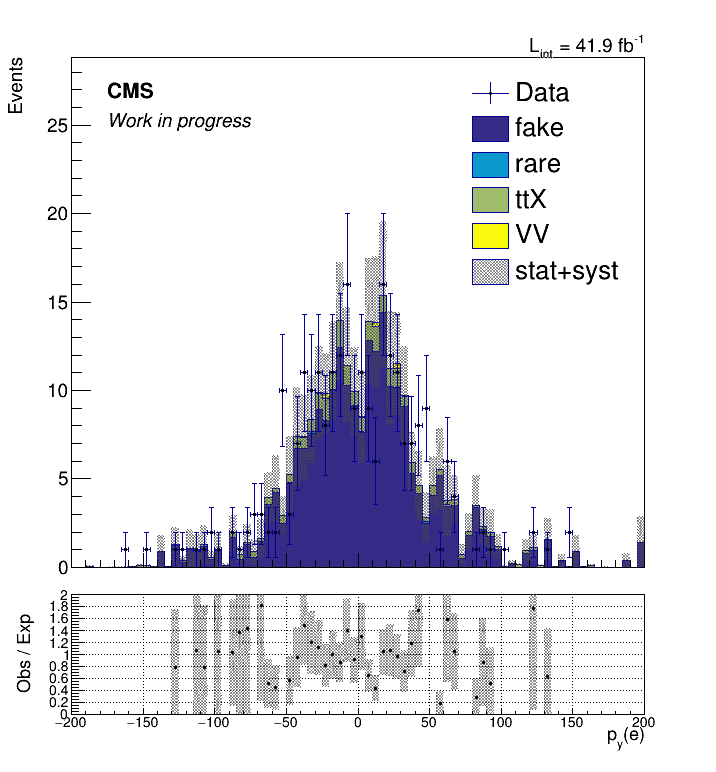 L_int = 41.9 fb^-1
Events
CMS
Work in progress
Data
fake
rare
ttX
VV
stat+syst
25
20
15
10
5
0
Obs / Exp
2
1.8
1.6
1.4
1.2
1
0.8
0.6
0.4
0.2
0
−200 −150 −100 −50 0 50 100 150 200
p_y(e)